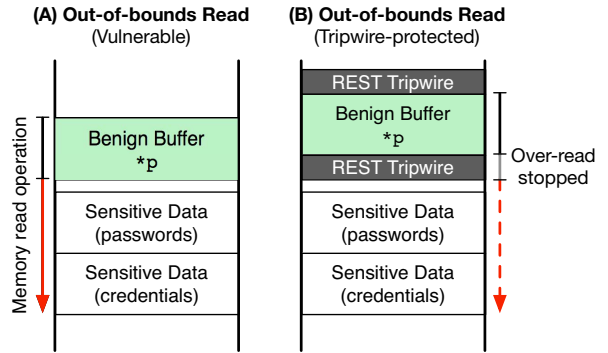 (A) Out-of-bounds Read
(Vulnerable)
Memory read operation
Benign Buffer
*p
Sensitive Data
(passwords)
Sensitive Data
(credentials)
(B) Out-of-bounds Read
(Tripwire-protected)
REST Tripwire
Benign Buffer
*p
REST Tripwire
Over-read
stopped
Sensitive Data
(passwords)
Sensitive Data
(credentials)